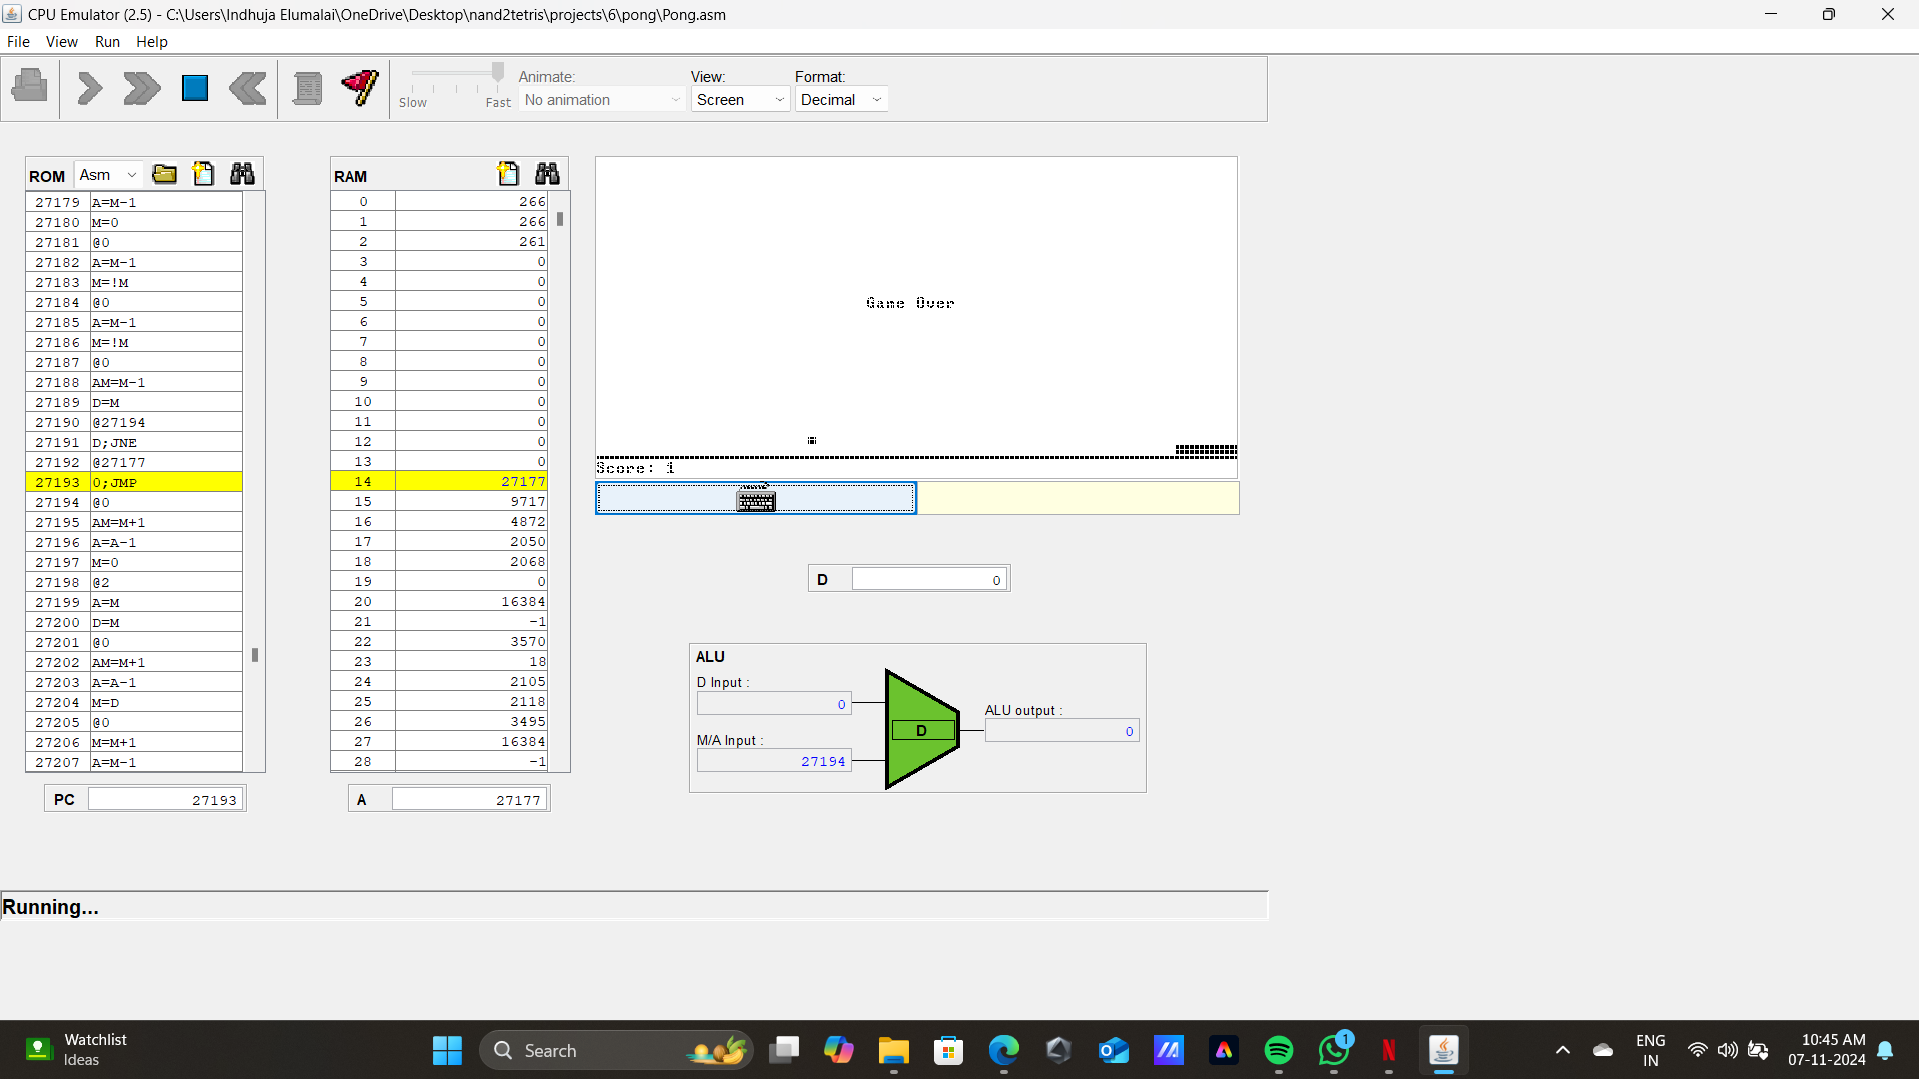 CPU Emulator (2.5) - C:\Users\Indhuja Elumalai\OneDrive\Desktop\nand2tetris\projects\6\pong\Pong.asm
File View Run Help
Slow Fast
Animate:
No animation
View:
Screen
Format:
Decimal
ROM Asm
27179 A=M-1
27180 M=0
27181 @0
27182 A=M-1
27183 M=!M
27184 @0
27185 A=M-1
27186 M=!M
27187 @0
27188 AM=M-1
27189 D=M
27190 @27194
27191 D;JNE
27192 @27177
27193 0;JMP
27194 @0
27195 AM=M+1
27196 A=A-1
27197 M=0
27198 @2
27199 A=M
27200 D=M
27201 @0
27202 AM=M+1
27203 A=A-1
27204 M=D
27205 @0
27206 M=M+1
27207 A=M-1
PC 27193
RAM
0 266
1 266
2 261
3 0
4 0
5 0
6 0
7 0
8 0
9 0
10 0
11 0
12 0
13 0
14 27177
15 9717
16 4872
17 2050
18 2068
19 0
20 16384
21 -1
22 3570
23 18
24 2105
25 2118
26 3495
27 16384
28 -1
A 27177
Game Over
Score: 1
D 0
ALU
D Input :
0
M/A Input :
27194
D
ALU output :
0
Running...
Watchlist
Ideas
Search
1
ENG
IN
10:45 AM
07-11-2024